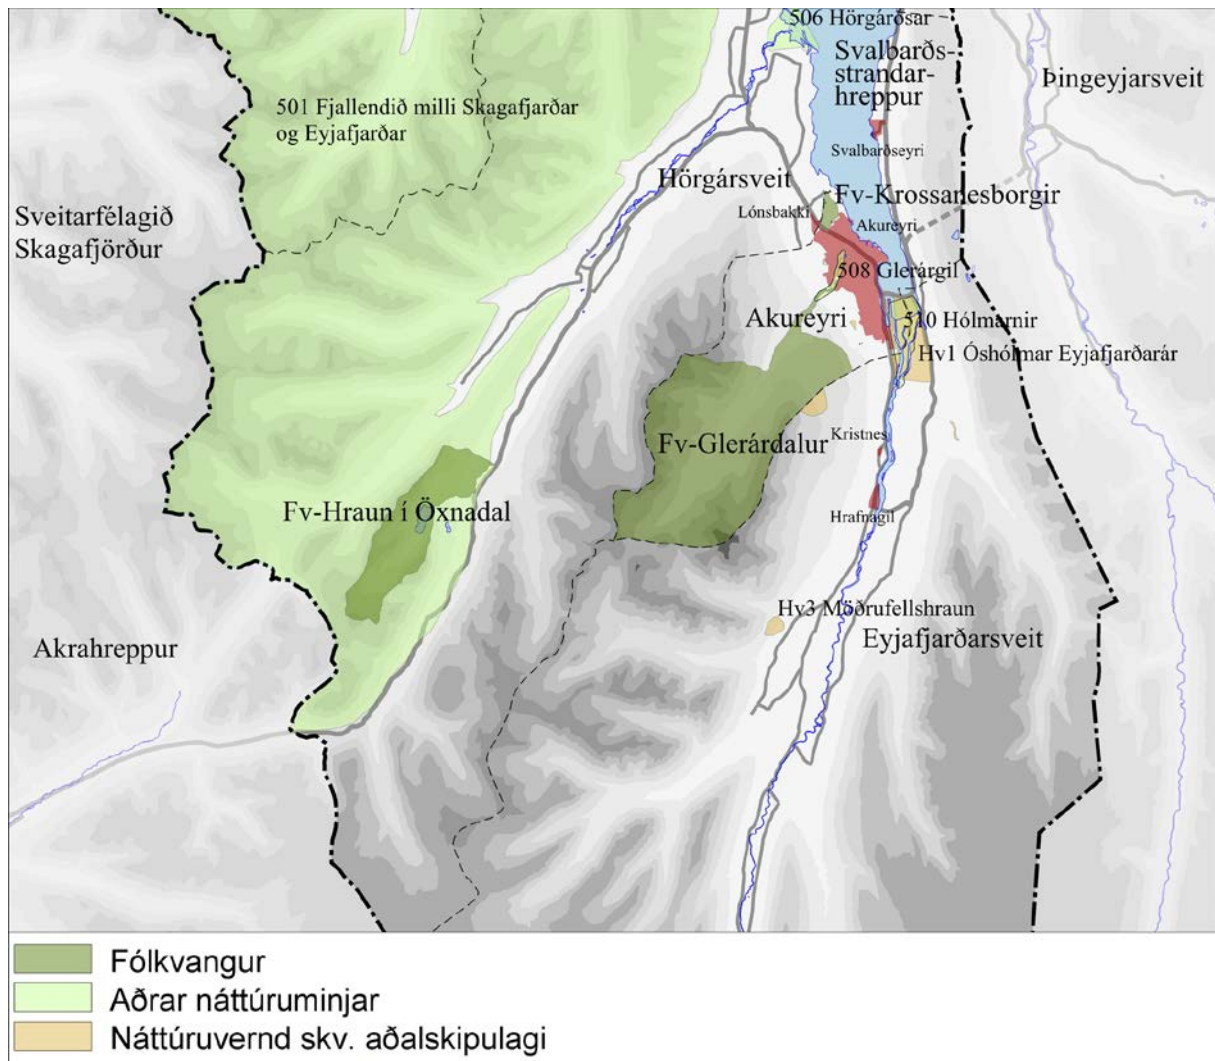 506 Hörgárósar
Svalbarðs-
strandar-
hreppur
Þingeyjarsveit
501 Fjallendið milli Skagafjarðar
og Eyjafjarðar
Svalbarðseyri
Hörgársveit
Fv-Krossanesborgir
Sveitarfélagið
Skagafjörður
Lónsbakki
Akureyri
508 Glerárgil
Akureyri
510 Hólmarnir
Hv1 Óshólmar Eyjafjarðarár
Kristnes
Fv-Glerárdalur
Fv-Hraun í Öxnadal
Hrafnagil
Hv3 Möðrufellshraun
Eyjafjarðarsveit
Akrahreppur
Fólkvangur
Aðrar náttúruminjar
Náttúruvernd skv. aðalskipulagi